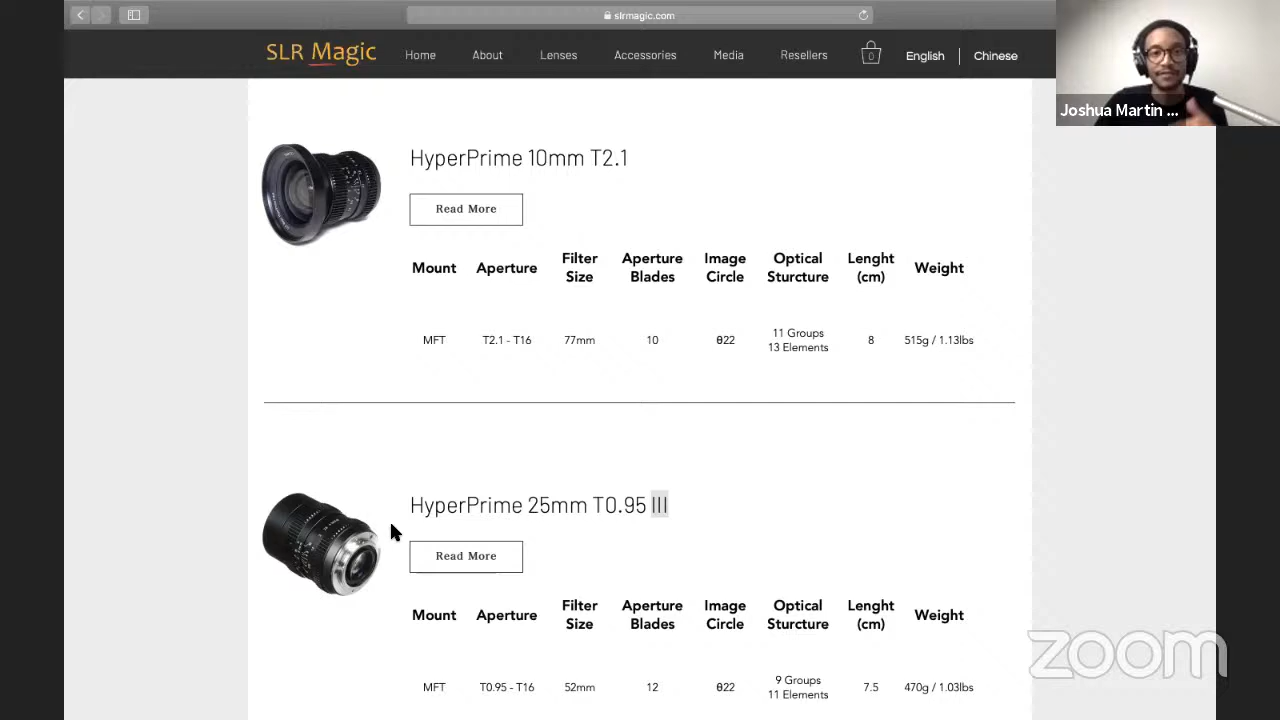 slrmagic.com
SLR Magic Home About Lenses Accessories Media Resellers 0 English Chinese
Joshua Martin ...
HyperPrime 10mm T2.1
Read More
Mount Aperture Filter Size Aperture Blades Image Circle Optical Sturcture Lenght (cm) Weight
MFT T2.1 - T16 77mm 10 θ22 11 Groups 13 Elements 8 515g / 1.13lbs
HyperPrime 25mm T0.95 III
Read More
Mount Aperture Filter Size Aperture Blades Image Circle Optical Sturcture Lenght (cm) Weight
MFT T0.95 - T16 52mm 12 θ22 9 Groups 11 Elements 7.5 470g / 1.03lbs
zoom